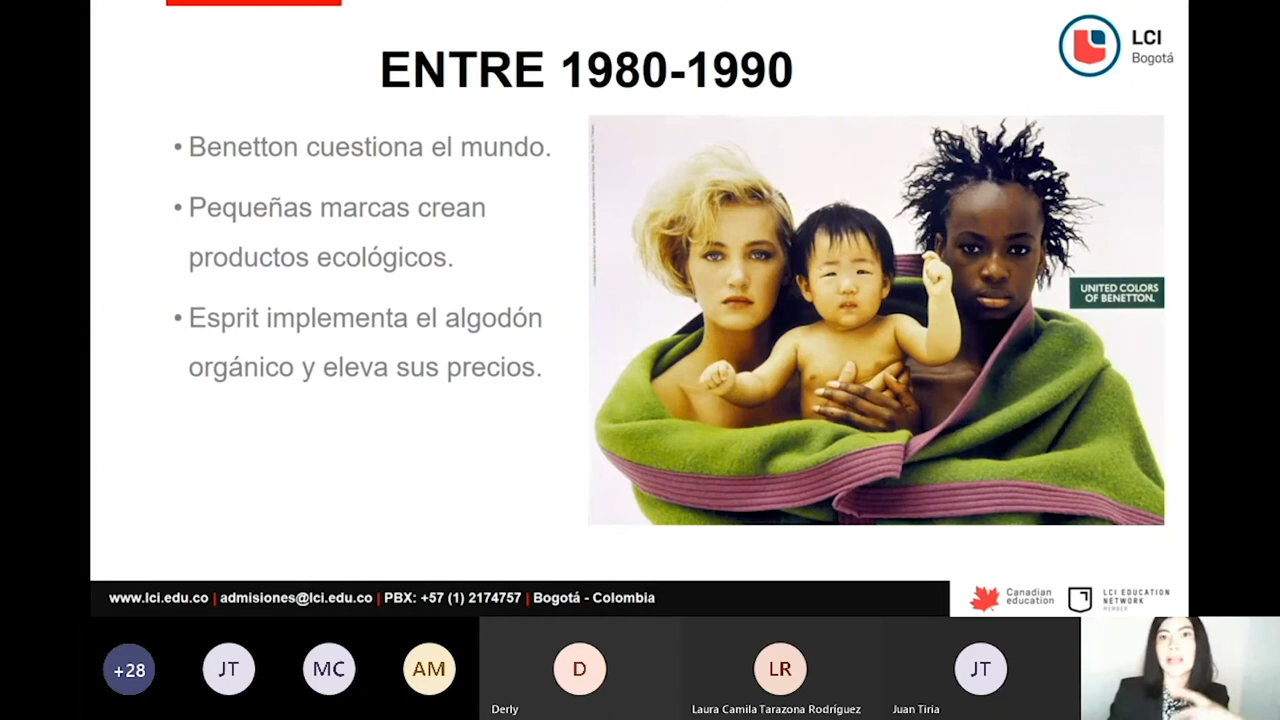 ENTRE 1980-1990
LCI
Bogotá
• Benetton cuestiona el mundo.
• Pequeñas marcas crean
productos ecológicos.
• Esprit implementa el algodón
orgánico y eleva sus precios.
UNITED COLORS
OF BENETTON.
www.lci.edu.co | admisiones@lci.edu.co | PBX: +57 (1) 2174757 | Bogotá - Colombia
Canadian
education
LCI EDUCATION
NETWORK
MEMBER
+28
JT
MC
AM
D
LR
JT
Derly
Laura Camila Tarazona Rodríguez
Juan Tiria